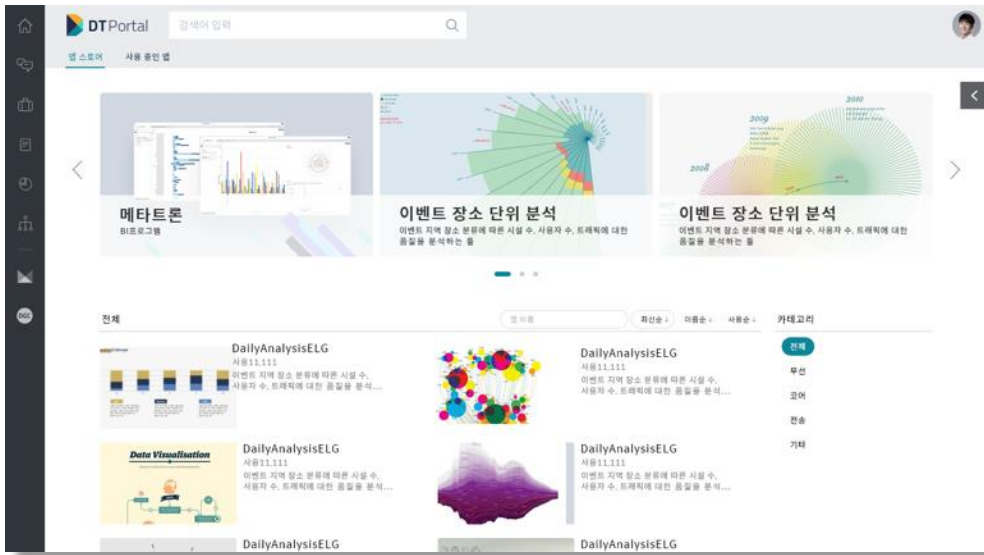 DTPortal
검색어 입력
앱 스토어
사용 중인 앱
메타트론
BI프로그램
이벤트 장소 단위 분석
이벤트 지역 장소 분류에 따른 시설 수, 사용자 수, 트래픽에 대한
품질을 분석하는 툴
2008
2009
2010
이벤트 장소 단위 분석
이벤트 지역 장소 분류에 따른 시설 수, 사용자 수, 트래픽에 대한
품질을 분석하는 툴
DGI
전체
앱 이름
최신순↓
이름순↓
사용순↓
카테고리
전체
무선
코어
전송
기타
DailyAnalysisELG
사용11,111
이벤트 지역 장소 분류에 따른 시설 수,
사용자 수, 트래픽에 대한 품질을 분석...
DailyAnalysisELG
사용11,111
이벤트 지역 장소 분류에 따른 시설 수,
사용자 수, 트래픽에 대한 품질을 분석...
Data Visualisation
DailyAnalysisELG
사용11,111
이벤트 지역 장소 분류에 따른 시설 수,
사용자 수, 트래픽에 대한 품질을 분석...
DailyAnalysisELG
사용11,111
이벤트 지역 장소 분류에 따른 시설 수,
사용자 수, 트래픽에 대한 품질을 분석...
DailyAnalysisELG
DailyAnalysisELG